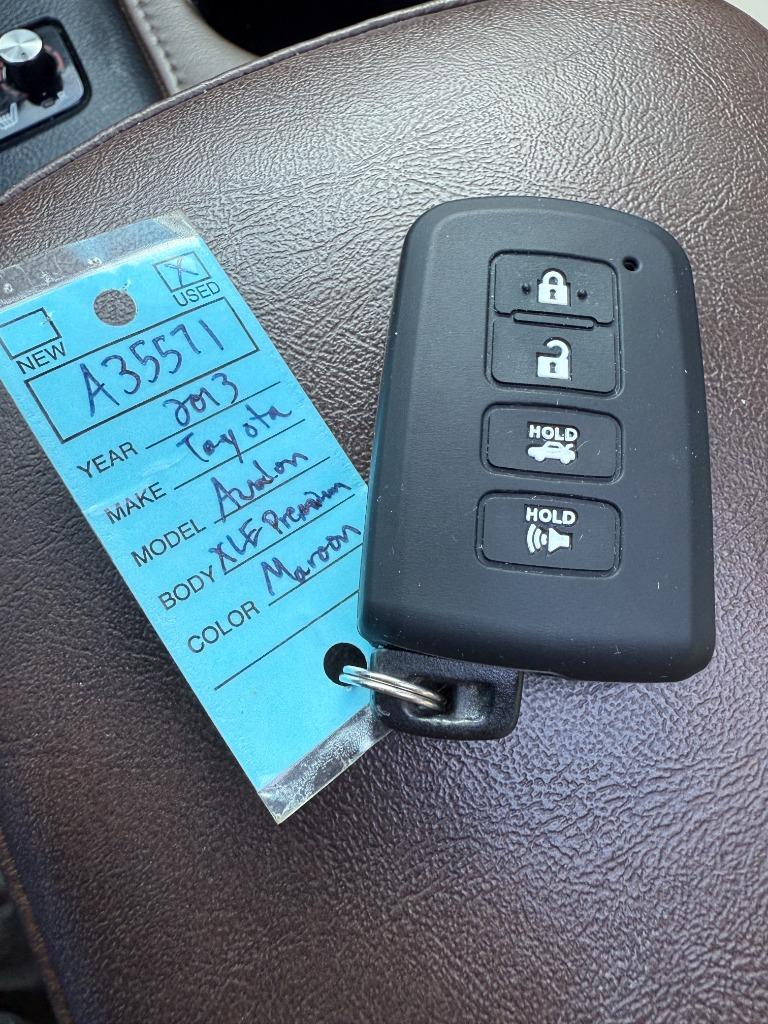 USED
NEW
A35571
YEAR 2013
MAKE Toyota
MODEL Avalon
BODY XLE Premium
COLOR Maroon
HOLD
HOLD